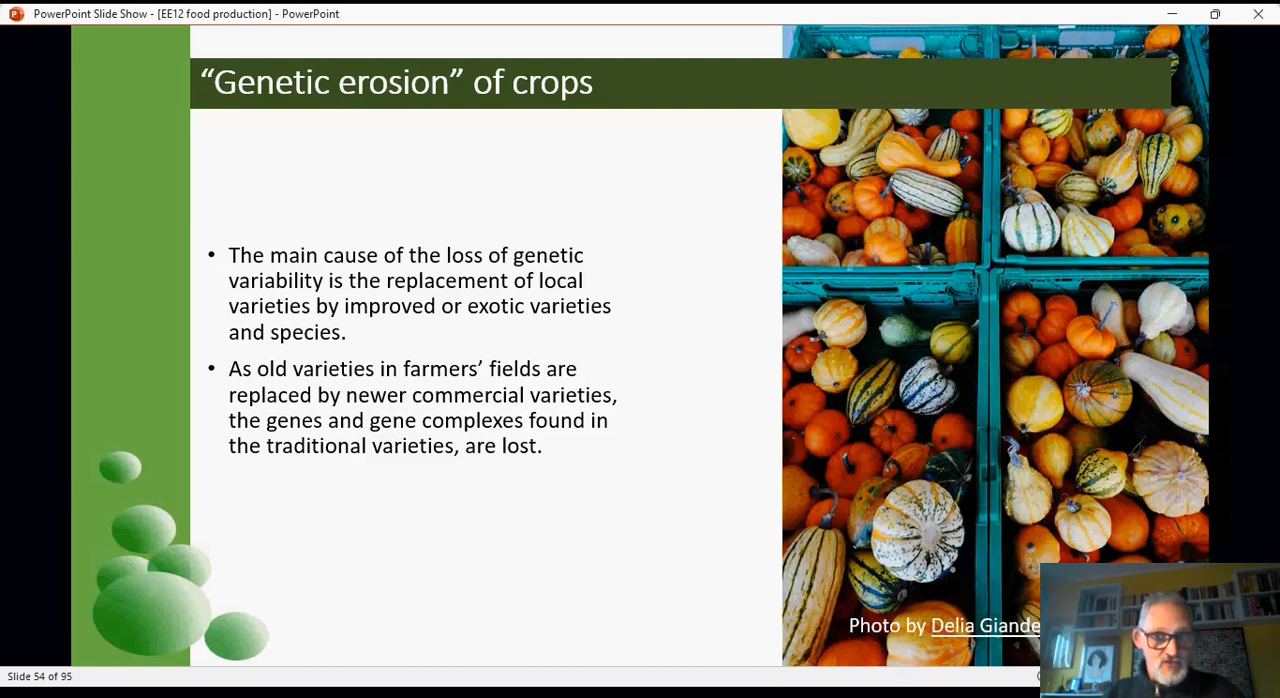 PowerPoint Slide Show - [EE12 food production] - PowerPoint
“Genetic erosion” of crops
• The main cause of the loss of genetic
variability is the replacement of local
varieties by improved or exotic varieties
and species.
• As old varieties in farmers’ fields are
replaced by newer commercial varieties,
the genes and gene complexes found in
the traditional varieties, are lost.
Photo by Delia Giande
Slide 54 of 95